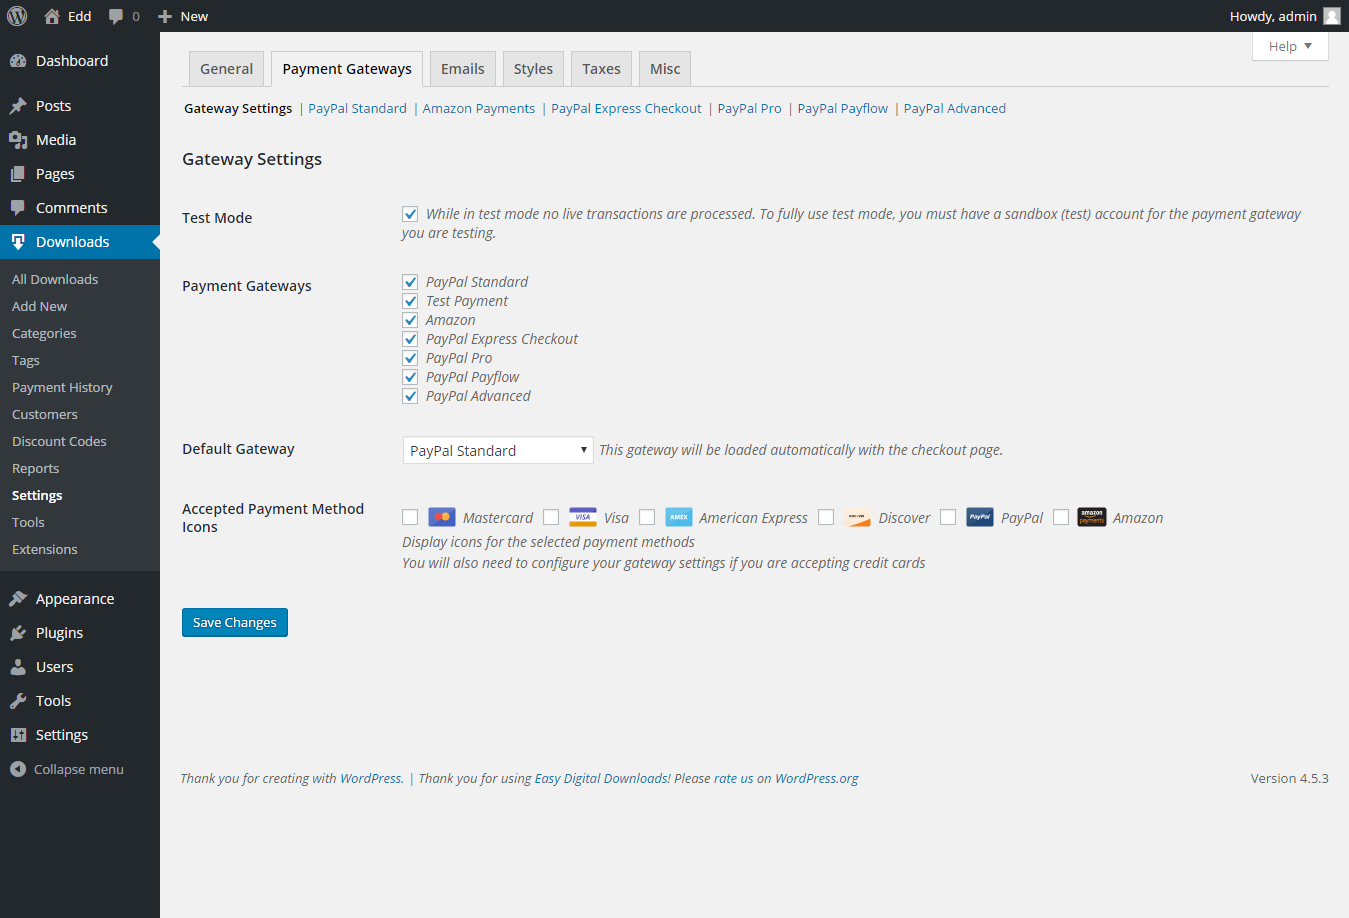 Edd 0 New Howdy, admin
Help ▼
Dashboard
Posts
Media
Pages
Comments
Downloads
All Downloads
Add New
Categories
Tags
Payment History
Customers
Discount Codes
Reports
Settings
Tools
Extensions
Appearance
Plugins
Users
Tools
Settings
Collapse menu
General Payment Gateways Emails Styles Taxes Misc
Gateway Settings | PayPal Standard | Amazon Payments | PayPal Express Checkout | PayPal Pro | PayPal Payflow | PayPal Advanced
Gateway Settings
Test Mode
While in test mode no live transactions are processed. To fully use test mode, you must have a sandbox (test) account for the payment gateway
you are testing.
Payment Gateways
PayPal Standard
Test Payment
Amazon
PayPal Express Checkout
PayPal Pro
PayPal Payflow
PayPal Advanced
Default Gateway
PayPal Standard ▼ This gateway will be loaded automatically with the checkout page.
Accepted Payment Method
Icons
Mastercard VISA Visa AMEX American Express Discover PayPal PayPal amazon payments Amazon
Display icons for the selected payment methods
You will also need to configure your gateway settings if you are accepting credit cards
Save Changes
Thank you for creating with WordPress. | Thank you for using Easy Digital Downloads! Please rate us on WordPress.org
Version 4.5.3